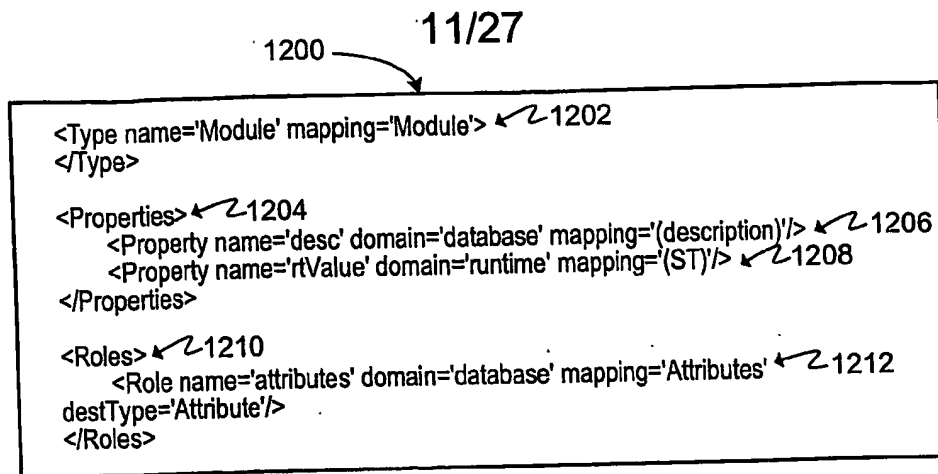 11/27
1200
<Type name='Module' mapping='Module'> 1202
</Type>
<Properties> 1204
<Property name='desc' domain='database' mapping='(description)'/> 1206
<Property name='rtValue' domain='runtime' mapping='(ST)'/> 1208
</Properties>
<Roles> 1210
<Role name='attributes' domain='database' mapping='Attributes' 1212
destType='Attribute'/>
</Roles>